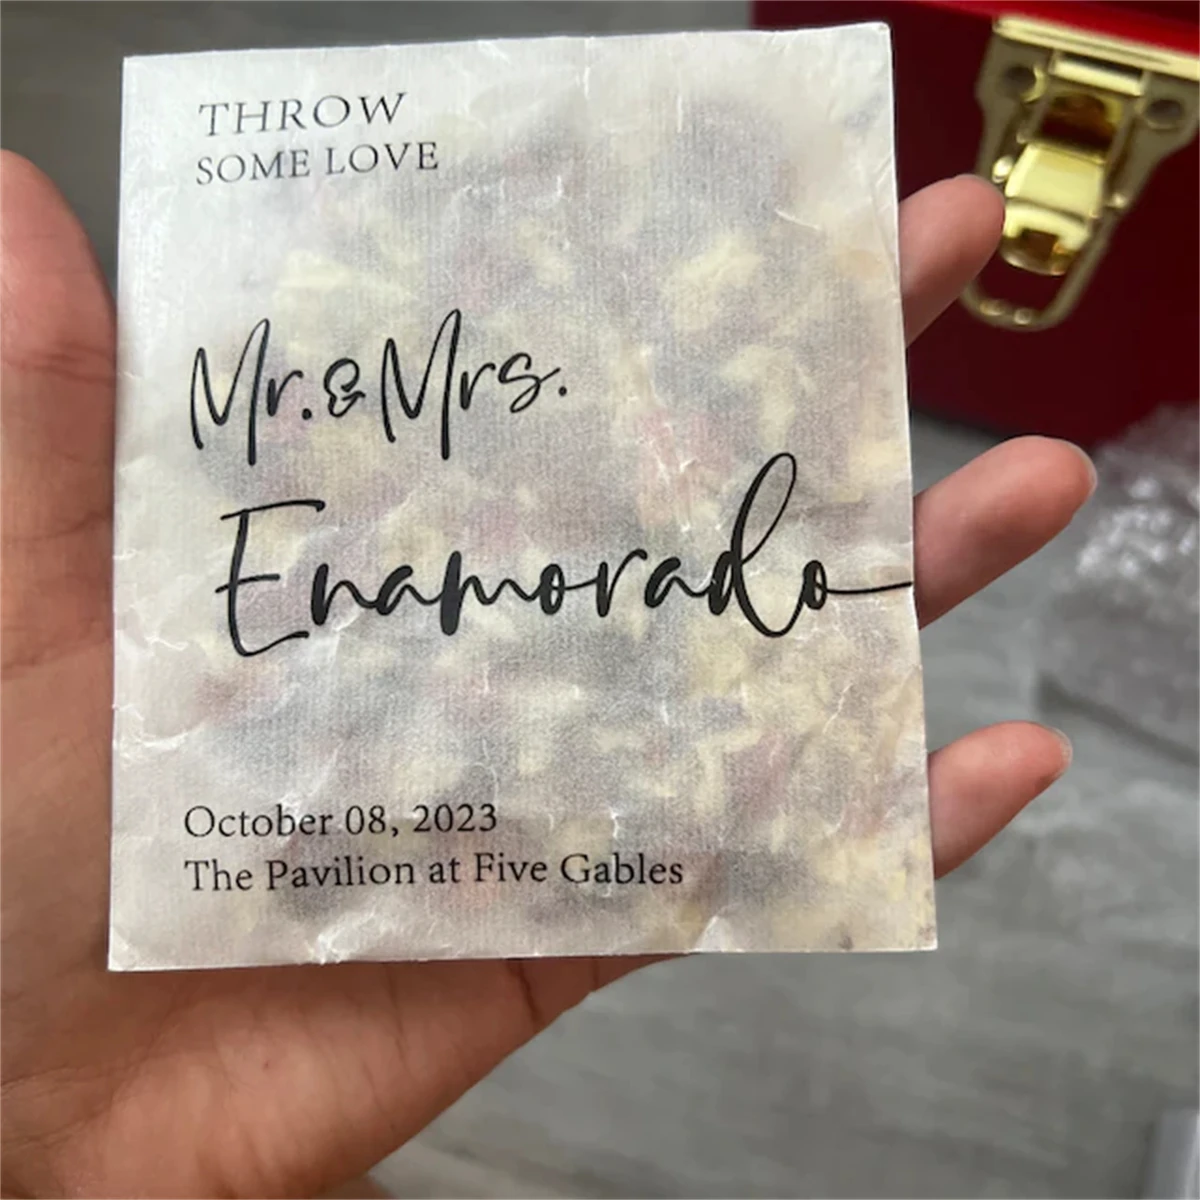 THROW
SOME LOVE
Mr. & Mrs.
Enamorado
October 08, 2023
The Pavilion at Five Gables